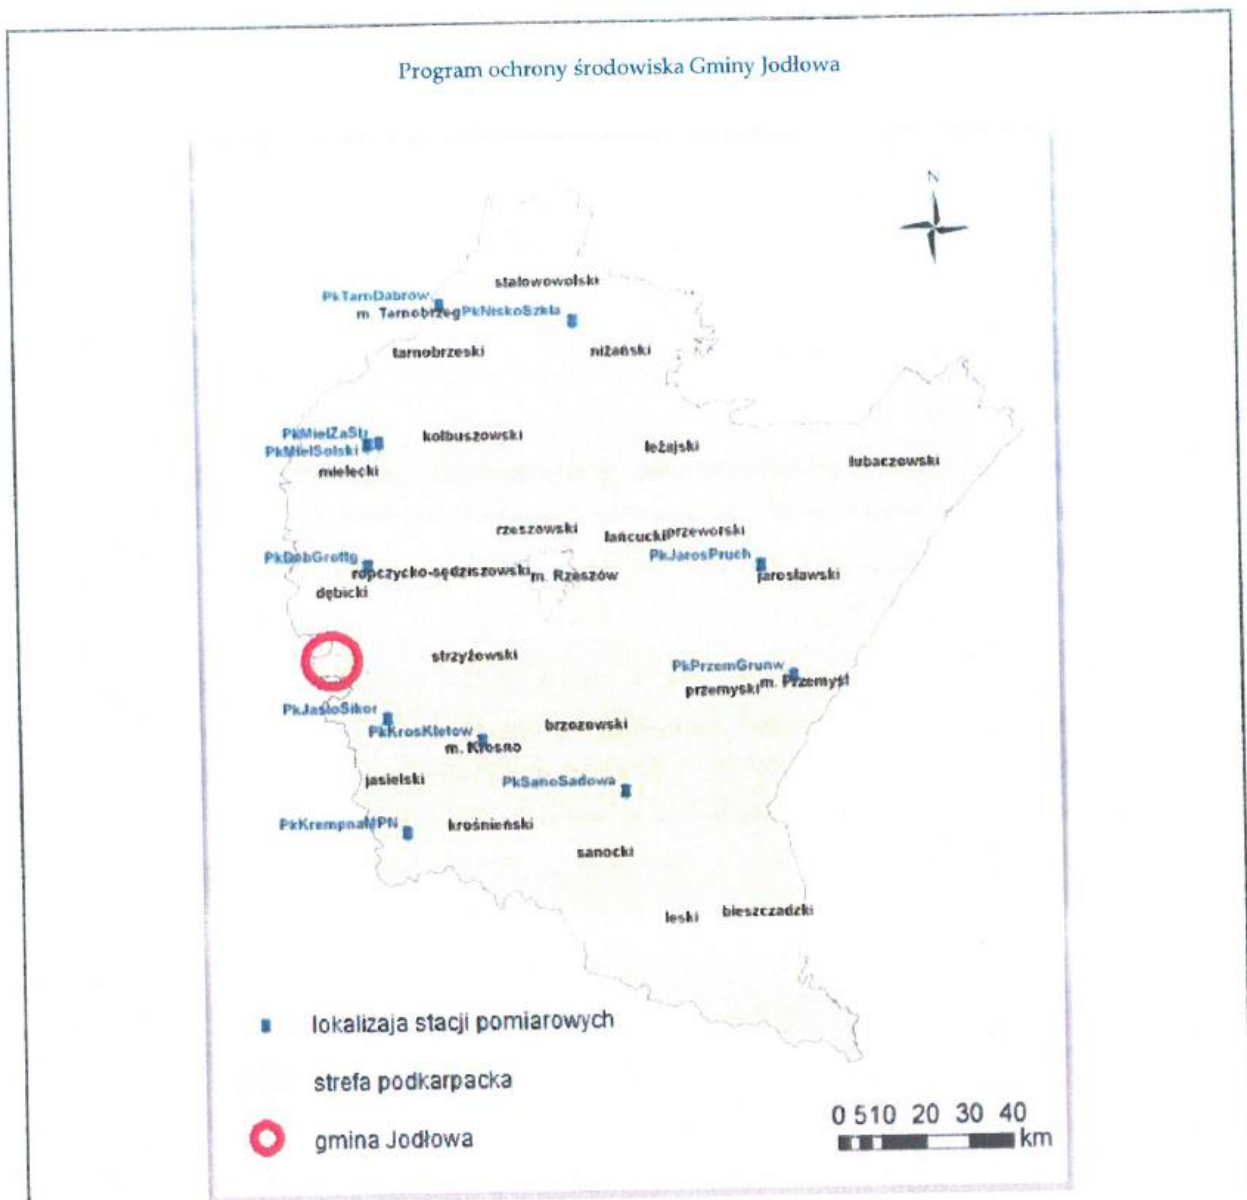 Program ochrony środowiska Gminy Jodłowa
N
stalowowolski
PkTarnDabrow
m. Tarnobrzeg
PkNiskoSzkla
tarnobrzeski
niżański
PkMielZaSt
kolbuszowski
leżajski
PkMielSolski
lubaczowski
mielecki
rzeszowski
łańcucki
przeworski
PkDebGrottg
PkJarosPruch
ropczycko-sędziszowski
m. Rzeszów
jarosławski
dębicki
strzyżowski
PkPrzemGrunw
przemyski
m. Przemyśl
PkJasloSikor
PkKrosKletow
brzozowski
m. Krosno
jasielski
PkSanoSadowa
PkKrempnaMPN
krośnieński
sanocki
leski
bieszczadzki
lokalizaja stacji pomiarowych
strefa podkarpacka
gmina Jodłowa
0 5 10 20 30 40
km